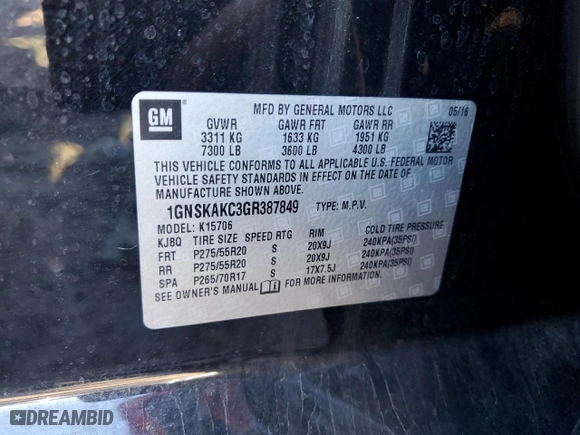 GM
MFD BY GENERAL MOTORS LLC 05/16
GVWR GAWR FRT GAWR RR
3311 KG 1633 KG 1951 KG
7300 LB 3600 LB 4300 LB
THIS VEHICLE CONFORMS TO ALL APPLICABLE U.S. FEDERAL MOTOR
VEHICLE SAFETY STANDARDS IN EFFECT ON THE DATE OF
MANUFACTURE SHOWN ABOVE.
1GNSKAKC3GR387849 TYPE: M.P.V.
MODEL: K15706
KJ8Q TIRE SIZE SPEED RTG RIM COLD TIRE PRESSURE
FRT P275/55R20 S 20X9J 240KPA(35PSI)
RR P275/55R20 S 20X9J 240KPA(35PSI)
SPA P265/70R17 S 17X7.5J 240KPA(35PSI)
SEE OWNER'S MANUAL FOR MORE INFORMATION.
DREAMBID